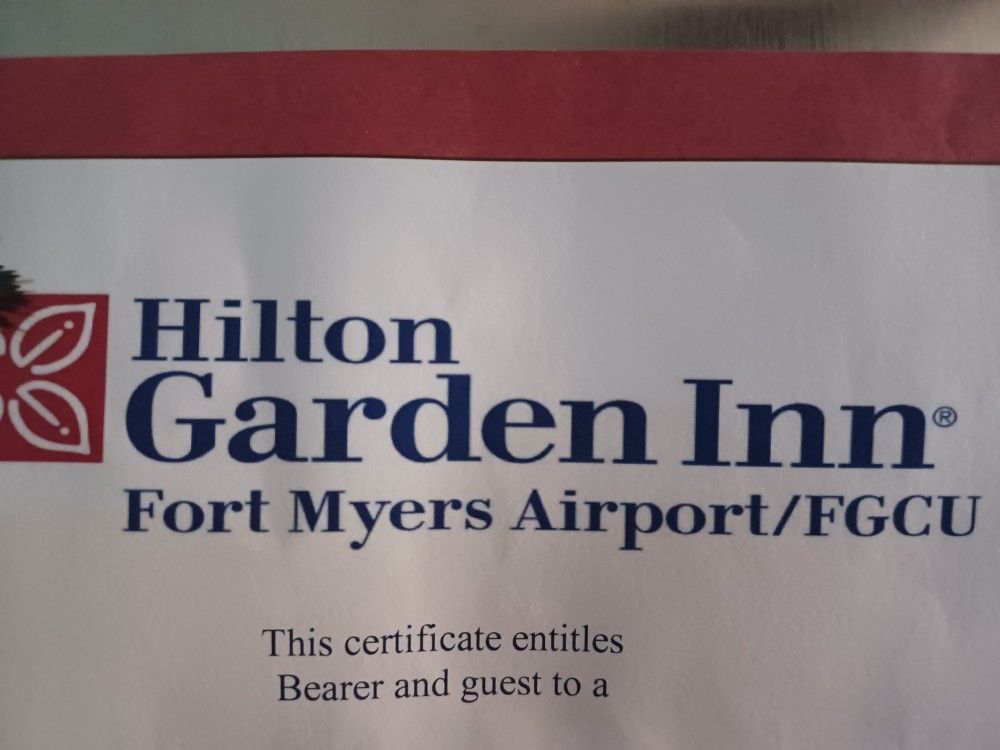 Hilton
Garden Inn®
Fort Myers Airport/FGCU
This certificate entitles
Bearer and guest to a